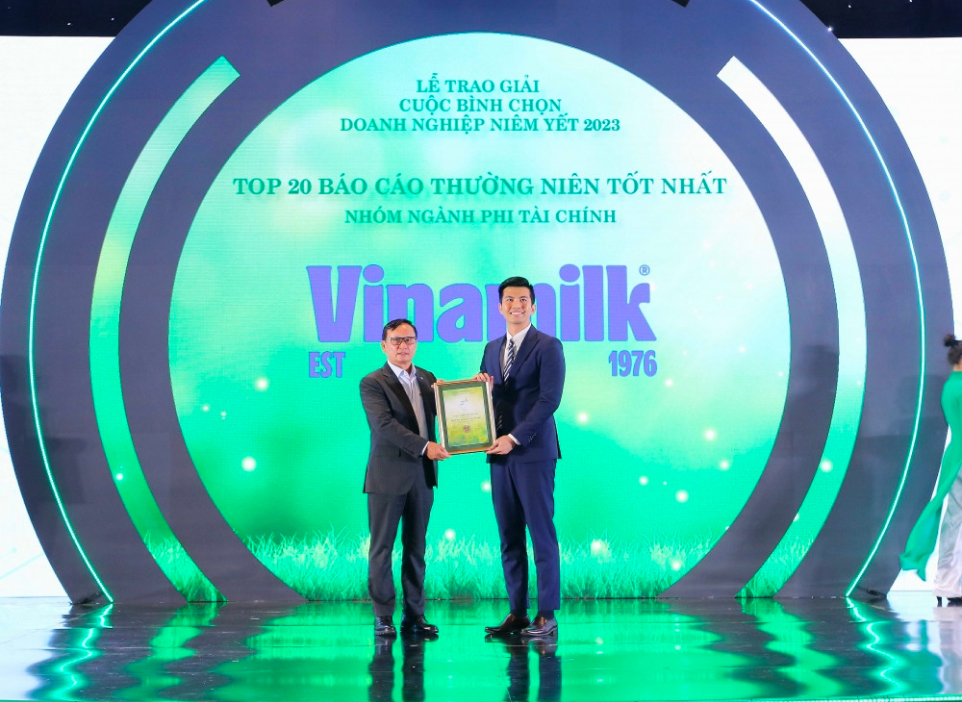 LỄ TRAO GIẢI
CUỘC BÌNH CHỌN
DOANH NGHIỆP NIÊM YẾT 2023
TOP 20 BÁO CÁO THƯỜNG NIÊN TỐT NHẤT
NHÓM NGÀNH PHI TÀI CHÍNH
Vinamilk®
EST 1976